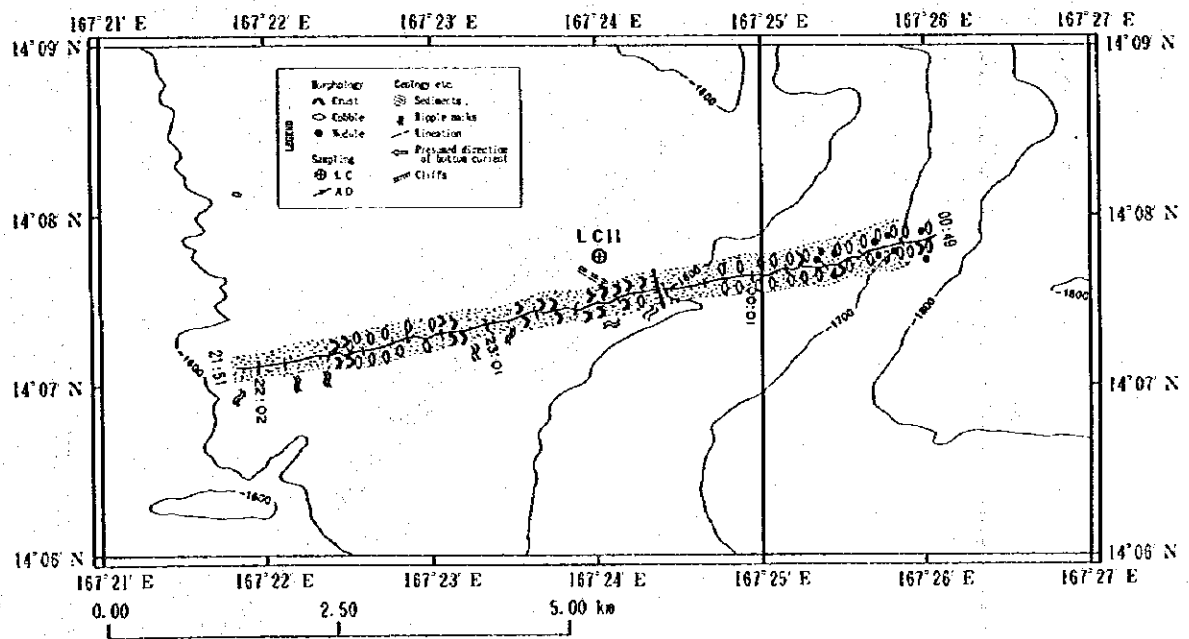 167°21' E 167°22' E 167°23' E 167°24' E 167°25' E 167°26' E 167°27' E
14°09' N 14°09' N
LEGEND
Morphology Geology etc.
Crust Sediments.
Cobble Ripple marks
Nodule Lineation
Sampling Presumed direction
of bottom current
LC Cliffs
AD
-1600
14°08' N 14°08' N
00:49
LC11
-1600
-1600
00:01
-1700
-1800
-1600
23:01
21:51
22:02
14°07' N 14°07' N
-1600
14°06' N 14°06' N
167°21' E 167°22' E 167°23' E 167°24' E 167°25' E 167°26' E 167°27' E
0.00 2.50 5.00 km